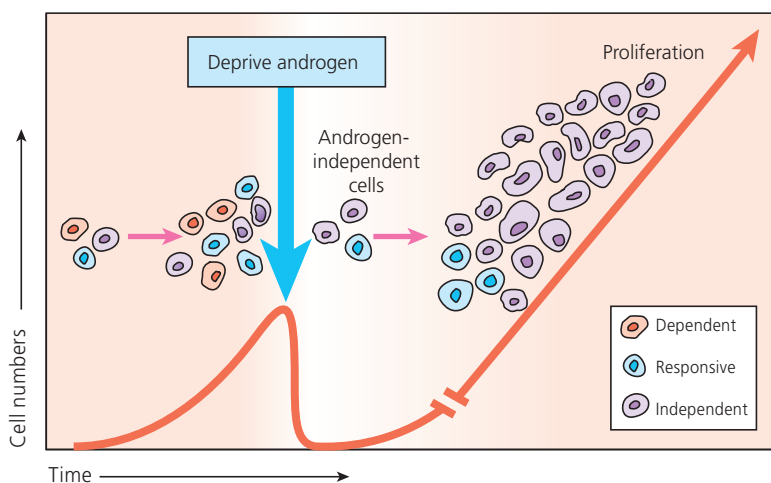 Proliferation
Deprive androgen
Androgen-
independent
cells
Cell numbers
Dependent
Responsive
Independent
Time